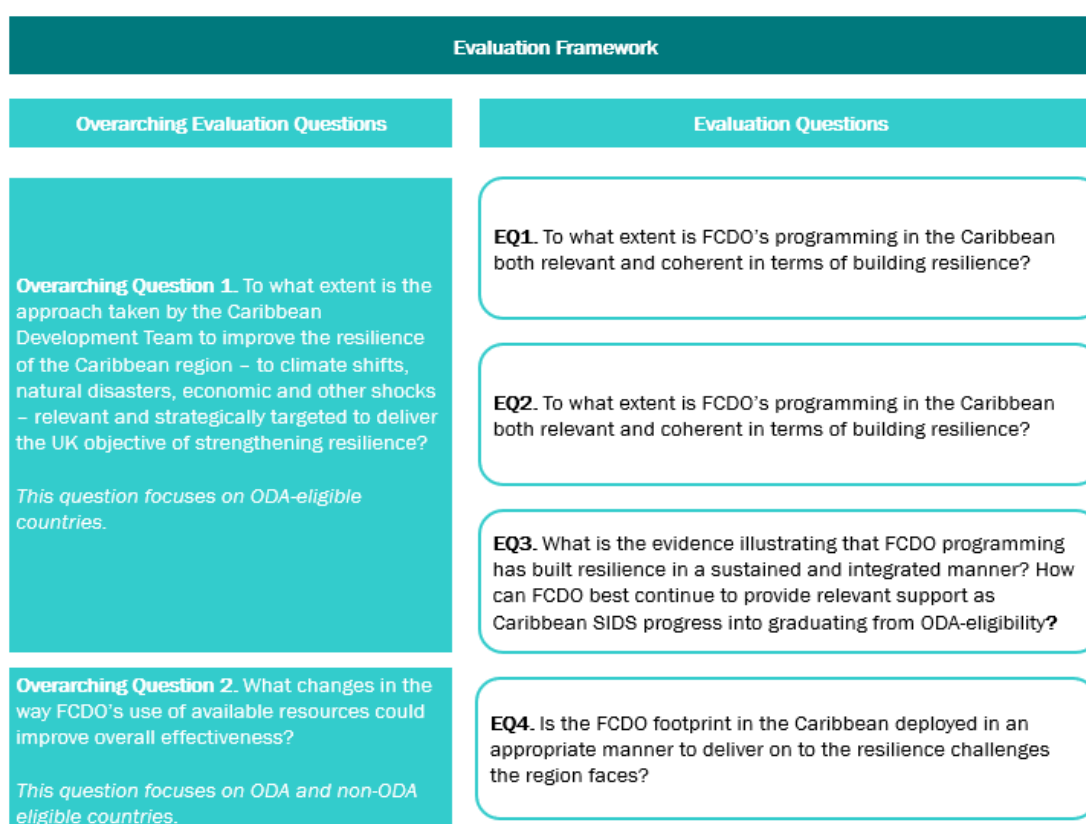 Evaluation Framework
Overarching Evaluation Questions
Evaluation Questions
Overarching Question 1. To what extent is the
approach taken by the Caribbean
Development Team to improve the resilience
of the Caribbean region – to climate shifts,
natural disasters, economic and other shocks
– relevant and strategically targeted to deliver
the UK objective of strengthening resilience?
This question focuses on ODA-eligible
countries.
EQ1. To what extent is FCDO’s programming in the Caribbean
both relevant and coherent in terms of building resilience?
EQ2. To what extent is FCDO’s programming in the Caribbean
both relevant and coherent in terms of building resilience?
EQ3. What is the evidence illustrating that FCDO programming
has built resilience in a sustained and integrated manner? How
can FCDO best continue to provide relevant support as
Caribbean SIDS progress into graduating from ODA-eligibility?
Overarching Question 2. What changes in the
way FCDO’s use of available resources could
improve overall effectiveness?
This question focuses on ODA and non-ODA
eligible countries.
EQ4. Is the FCDO footprint in the Caribbean deployed in an
appropriate manner to deliver on to the resilience challenges
the region faces?